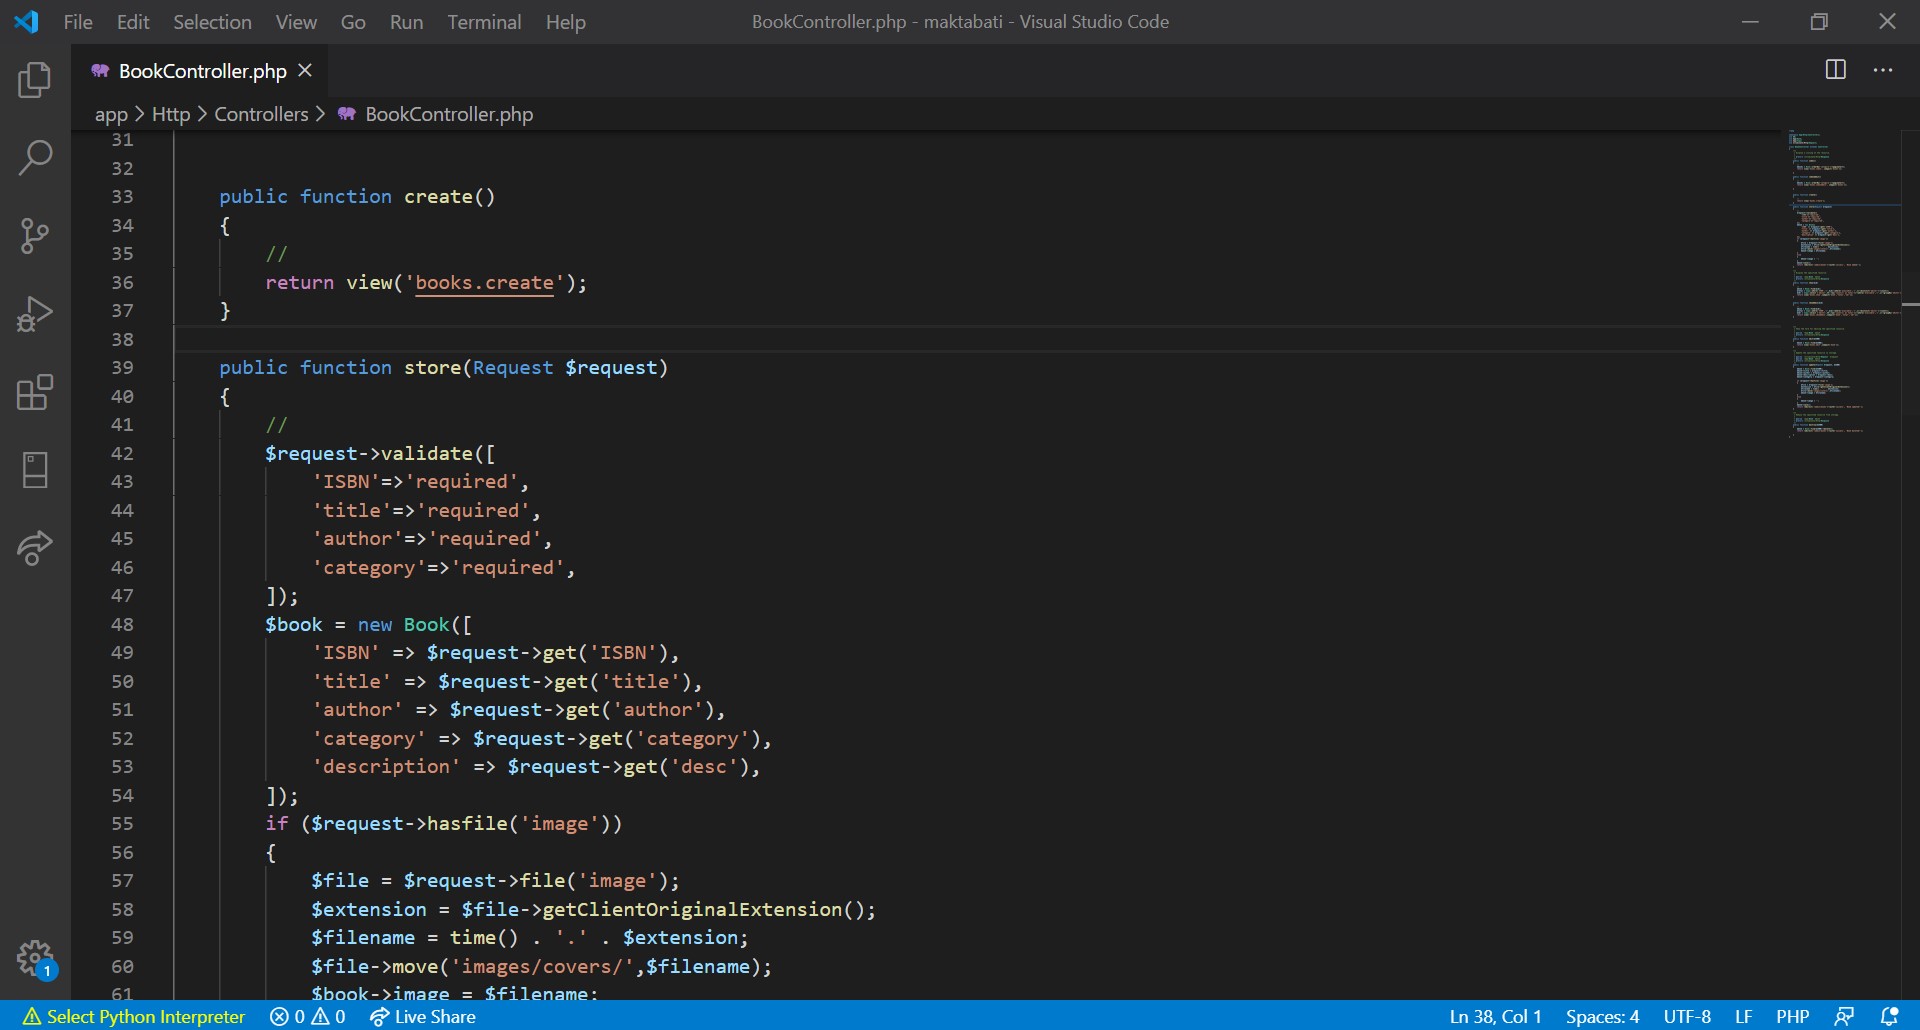 File Edit Selection View Go Run Terminal Help BookController.php - maktabati - Visual Studio Code
BookController.php
app > Http > Controllers > BookController.php
31
32
33 public function create()
34 {
35 //
36 return view('books.create');
37 }
38
39 public function store(Request $request)
40 {
41 //
42 $request->validate([
43 'ISBN'=>'required',
44 'title'=>'required',
45 'author'=>'required',
46 'category'=>'required',
47 ]);
48 $book = new Book([
49 'ISBN' => $request->get('ISBN'),
50 'title' => $request->get('title'),
51 'author' => $request->get('author'),
52 'category' => $request->get('category'),
53 'description' => $request->get('desc'),
54 ]);
55 if ($request->hasfile('image'))
56 {
57 $file = $request->file('image');
58 $extension = $file->getClientOriginalExtension();
59 $filename = time() . '.' . $extension;
60 $file->move('images/covers/',$filename);
61 $book->image = $filename;
1
Select Python Interpreter 0 0 Live Share Ln 38, Col 1 Spaces: 4 UTF-8 LF PHP